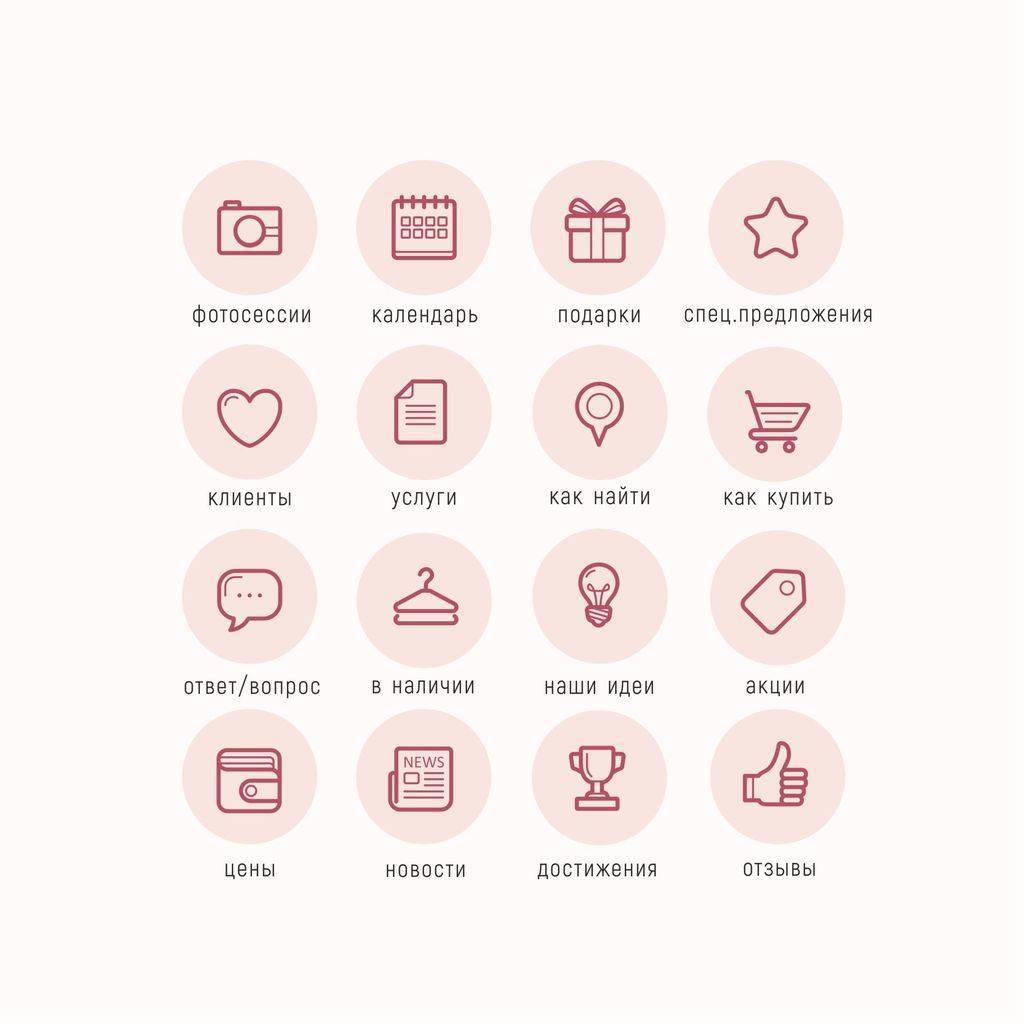 фотосессии
календарь
подарки
спец.предложения
клиенты
услуги
как найти
как купить
ответ/вопрос
в наличии
наши идеи
акции
NEWS
цены
новости
достижения
отзывы